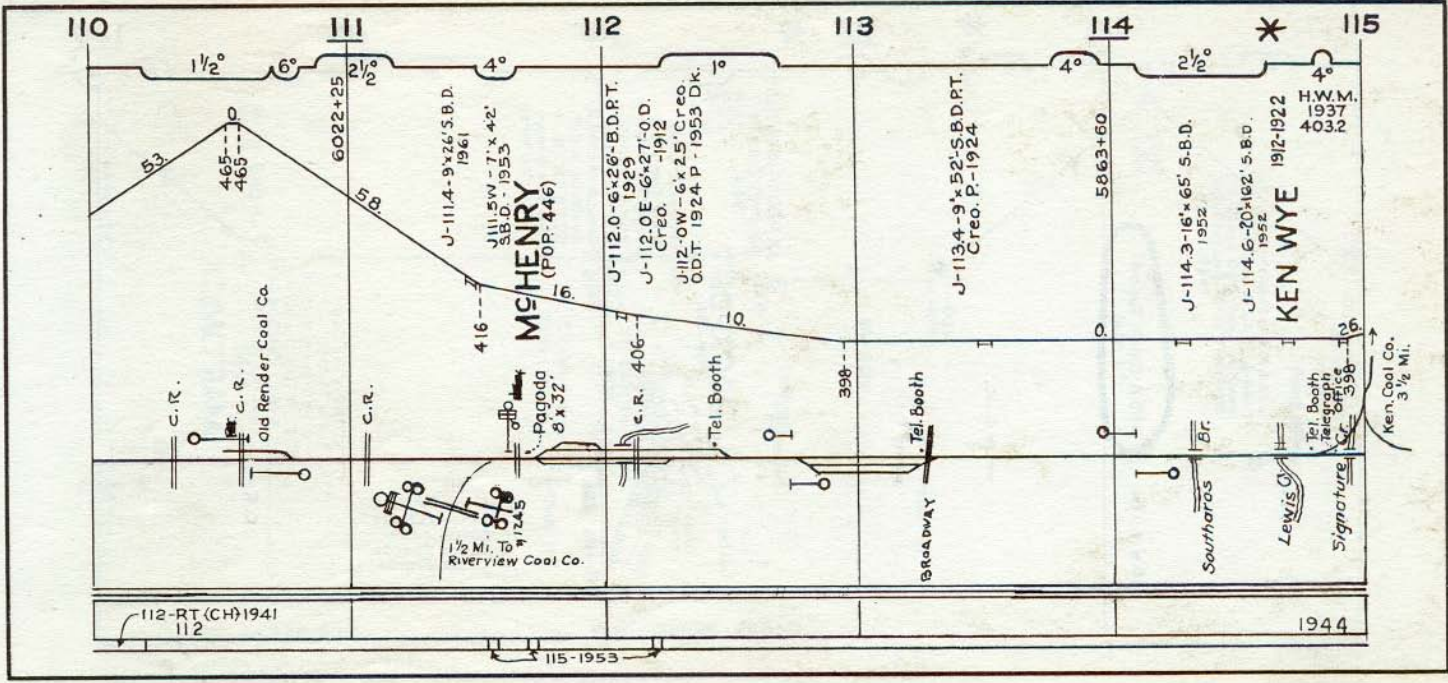 110
111
112
113
114
115
1½°
6°
2½°
4°
1°
4°
2½°
4°
H.W.M.
1937
403.2
53.
0.
465---
465---
6022+25
58.
J-111.4-9'x26' S.B.D.
1961
J111.5W-7'x42'
S.B.D.-1953
McHENRY
(POP.-446)
J-112.0-6'x26'-B.D.P.T.
1929
J-112.0E-6'x27'-O.D.
Creo. -1912
J-112-0W-6'x25' Creo.
O.D.T 1924 P-1953 Dk.
J-113.4-9'x52'-S.B.D.P.T.
Creo. P.-1924
5863+60
J-114.3-16'x65' S.B.D.
1952
J-114.6-20'x162' S.B.D.
1952
KEN WYE
1912-1922
16.
10.
0.
26.
416---
406---
398---
398---
C.R.
C.R.
Old Render Coal Co.
C.R.
Pagoda
8'x32'
C.R.
Tel. Booth
Tel. Booth
BROADWAY
Southards
Br.
Lewis Cr.
Signature
Tel. Booth
Telegraph
Office
Ken. Coal Co.
3½ Mi.
#1245
1½ Mi. To
Riverview Coal Co.
112-RT(CH)1941
112
1944
115-1953